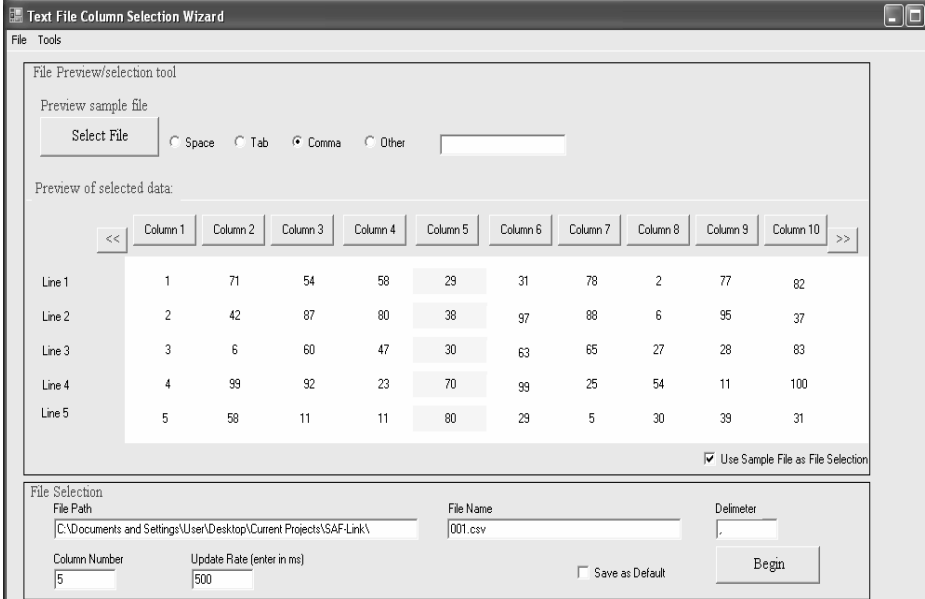 Text File Column Selection Wizard
File Tools
File Preview/selection tool
Preview sample file
Select File Space Tab Comma Other
Preview of selected data:
<< Column 1 Column 2 Column 3 Column 4 Column 5 Column 6 Column 7 Column 8 Column 9 Column 10 >>
Line 1 1 71 54 58 29 31 78 2 77 82
Line 2 2 42 87 80 38 97 88 6 95 37
Line 3 3 6 60 47 30 63 65 27 28 83
Line 4 4 99 92 23 70 99 25 54 11 100
Line 5 5 58 11 11 80 29 5 30 39 31
Use Sample File as File Selection
File Selection
File Path File Name Delimeter
C:\Documents and Settings\User\Desktop\Current Projects\SAF-Link\ 001.csv ,
Column Number Update Rate (enter in ms)
5 500 Save as Default Begin